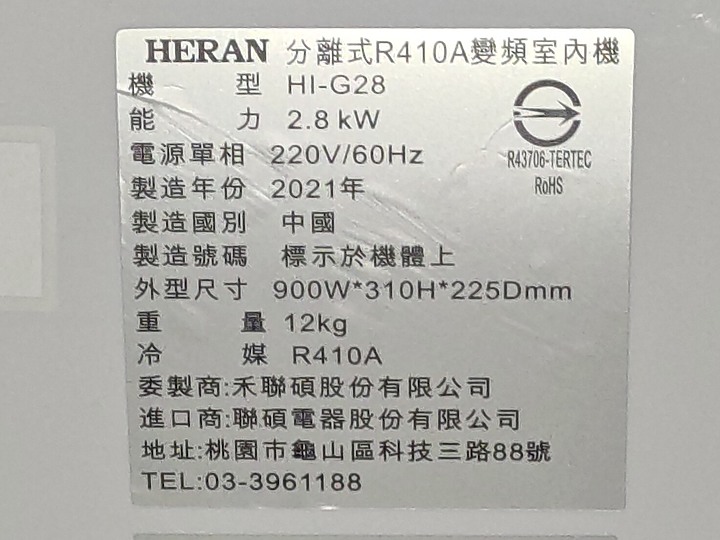 HERAN 分離式R410A變頻室內機
機 型 HI-G28
能 力 2.8 kW
電源單相 220V/60Hz
製造年份 2021年
製造國別 中國
製造號碼 標示於機體上
外型尺寸 900W*310H*225Dmm
重 量 12kg
冷 媒 R410A
委製商:禾聯碩股份有限公司
進口商:聯碩電器股份有限公司
地址:桃園市龜山區科技三路88號
TEL:03-3961188
R43706-TERTEC
RoHS